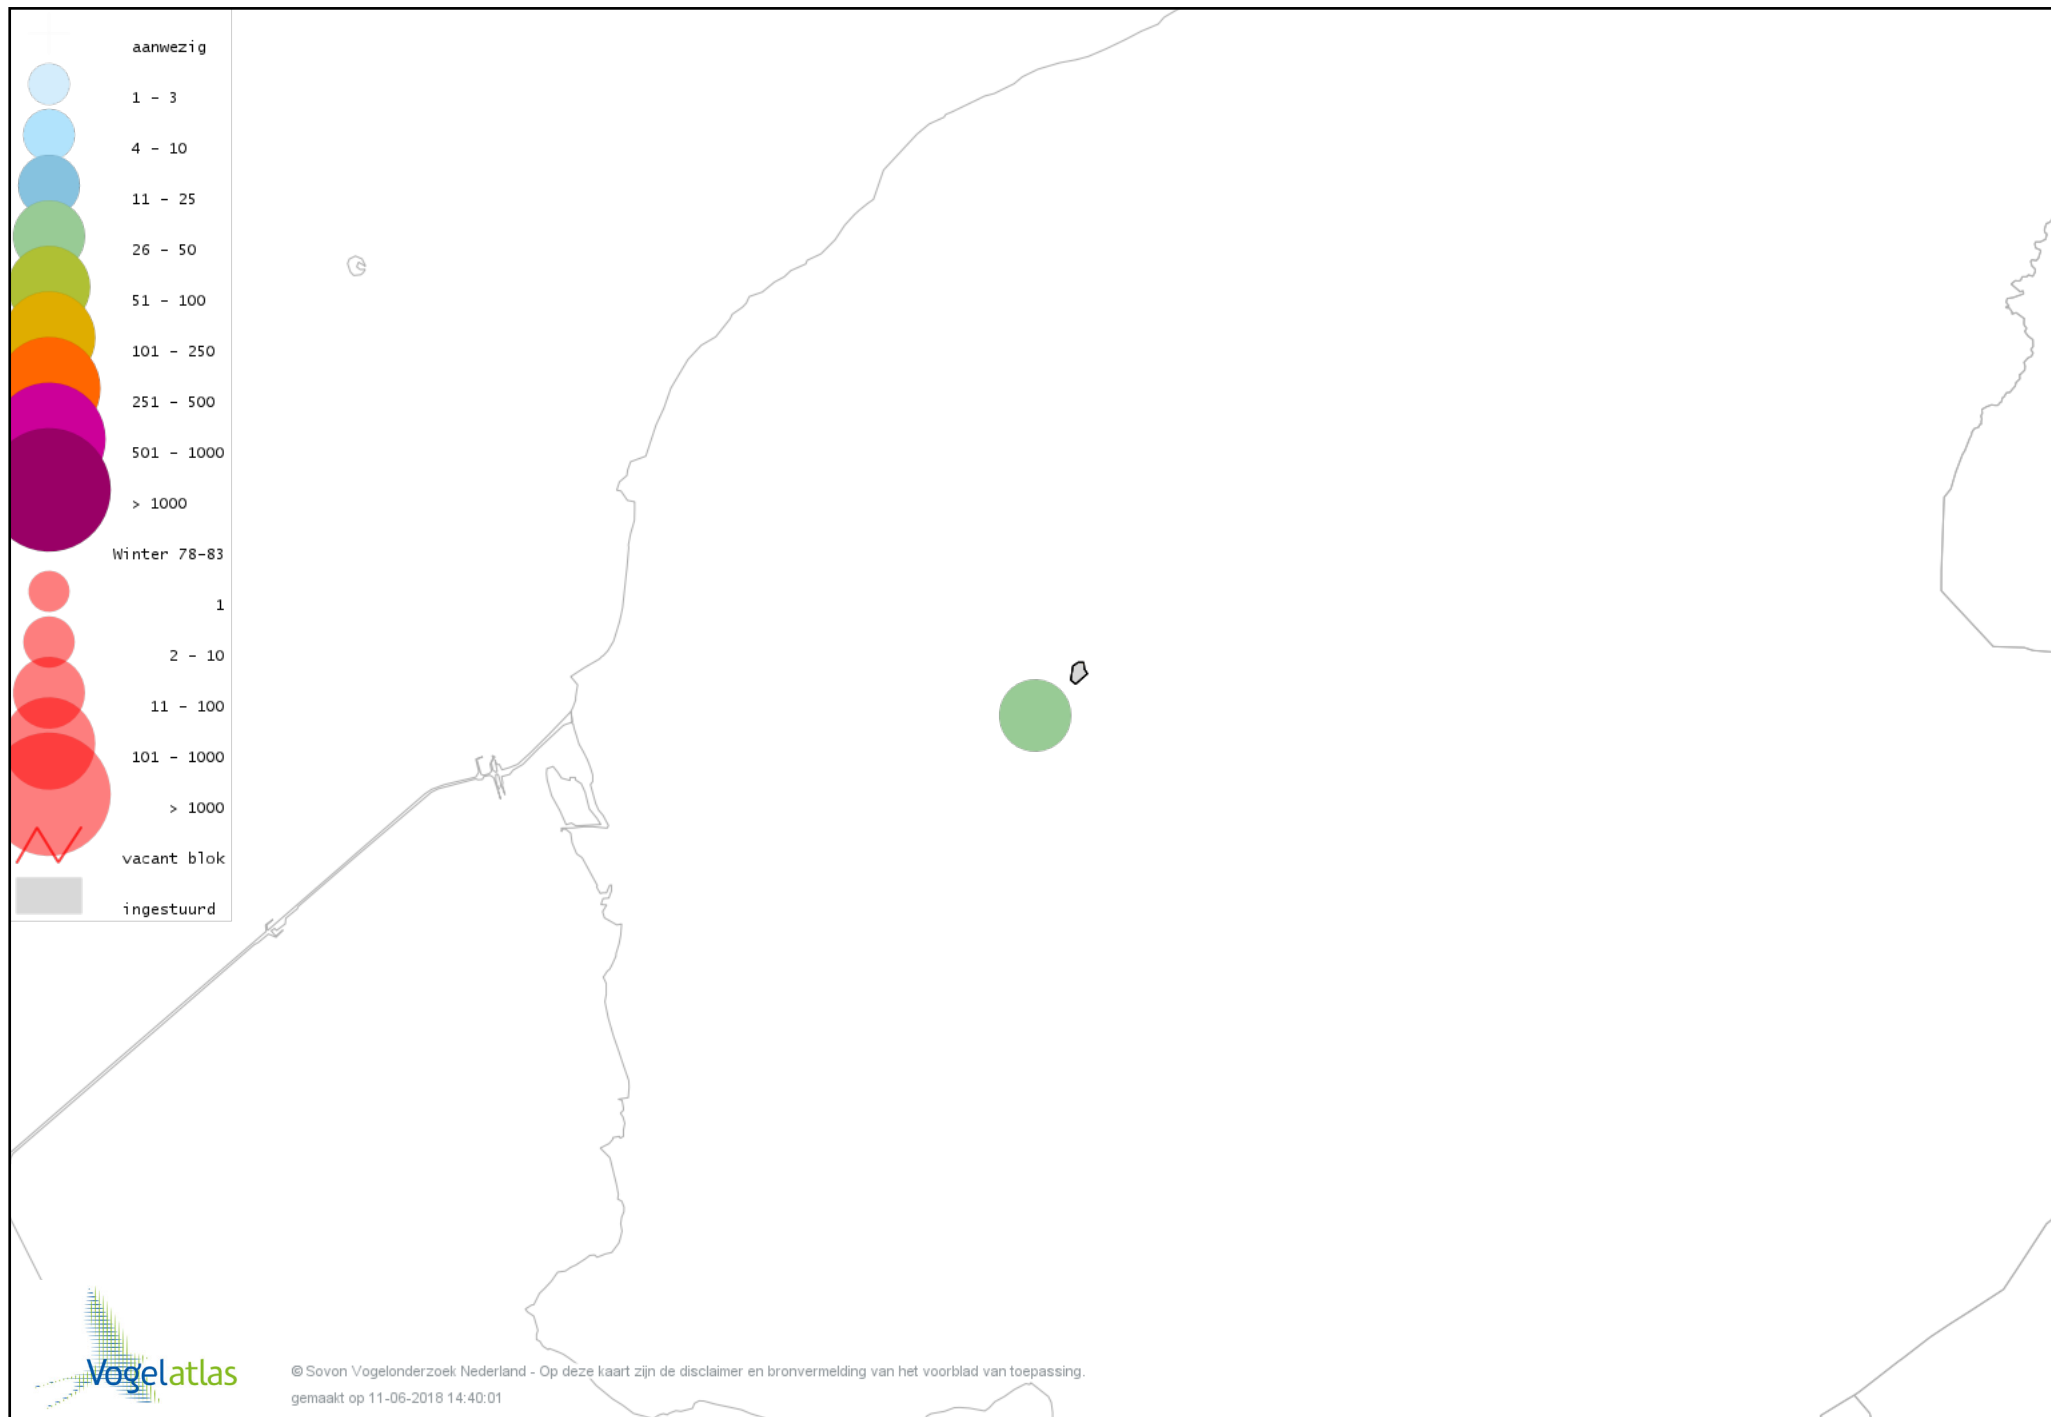 aanwezig
1 - 3
4 - 10
11 - 25
26 - 50
51 - 100
101 - 250
251 - 500
501 - 1000
> 1000
Winter 78-83
1
2 - 10
11 - 100
101 - 1000
> 1000
vacant blok
ingestuurd
Vogelatlas
© Sovon Vogelonderzoek Nederland - Op deze kaart zijn de disclaimer en bronvermelding van het voorblad van toepassing.
gemaakt op 11-06-2018 14:40:01